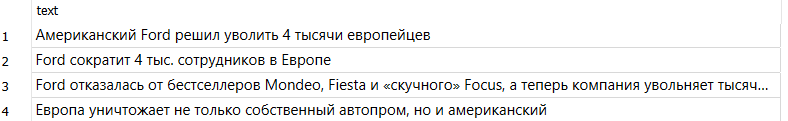 text
1 Американский Ford решил уволить 4 тысячи европейцев
2 Ford сократит 4 тыс. сотрудников в Европе
3 Ford отказалась от бестселлеров Mondeo, Fiesta и «скучного» Focus, а теперь компания увольняет тысяч...
4 Европа уничтожает не только собственный автопром, но и американский